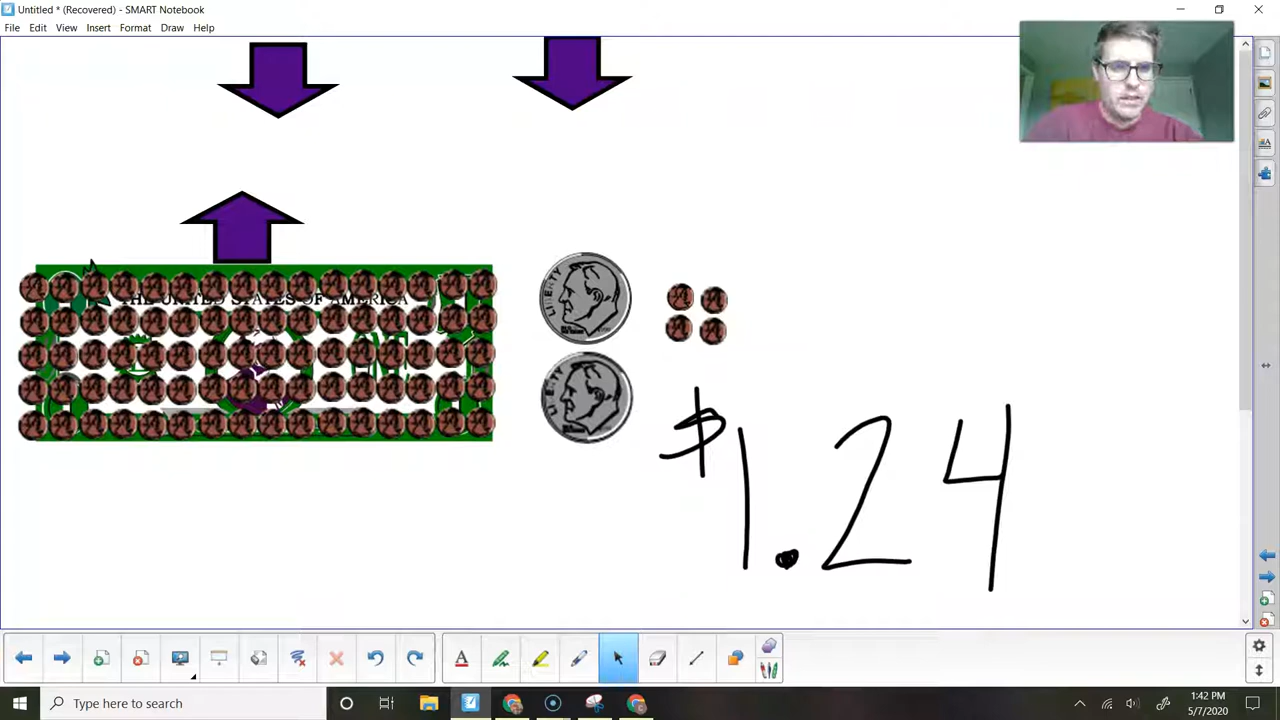 Untitled * (Recovered) - SMART Notebook
File Edit View Insert Format Draw Help
THE UNITED STATES OF AMERICA
ONE
LIBERTY
LIBERTY
$1.24
Type here to search
1:42 PM
5/7/2020